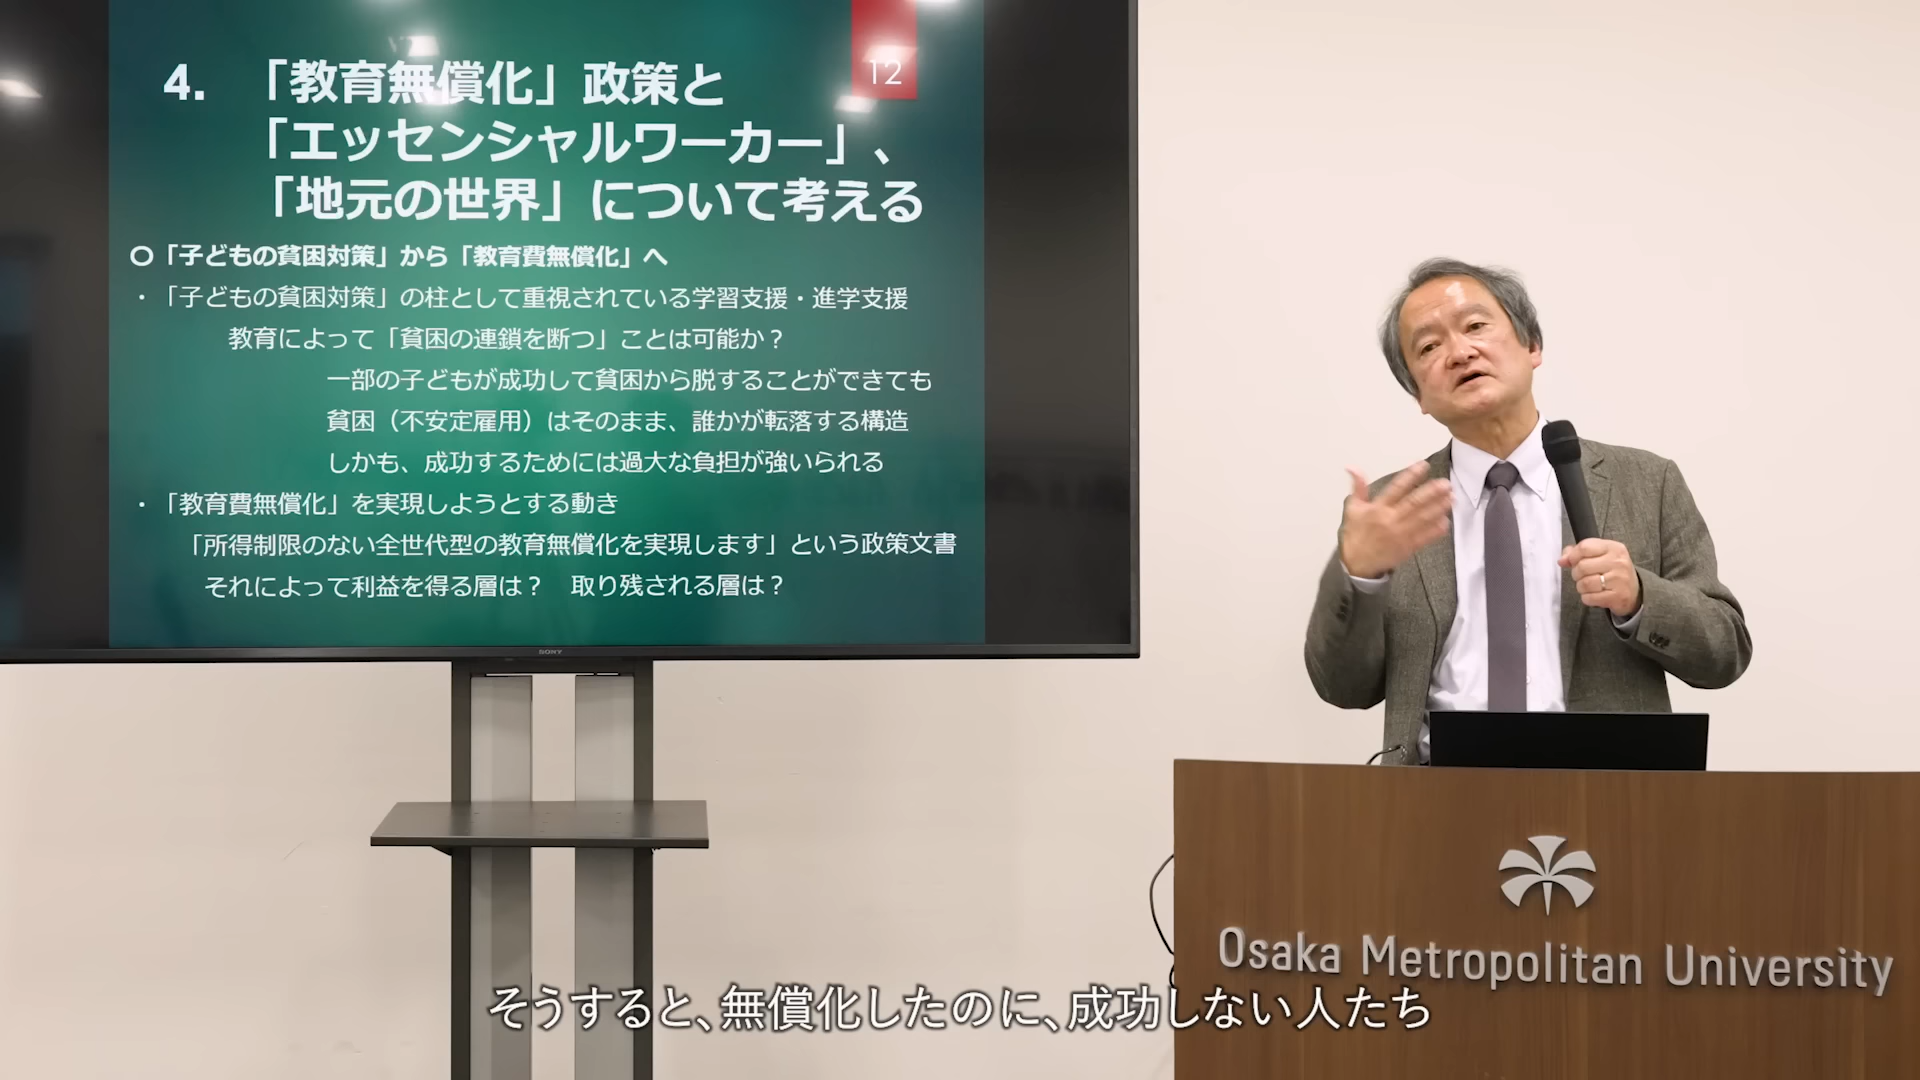 12
4. 「教育無償化」政策と
「エッセンシャルワーカー」、
「地元の世界」について考える
○「子どもの貧困対策」から「教育費無償化」へ
・「子どもの貧困対策」の柱として重視されている学習支援・進学支援
教育によって「貧困の連鎖を断つ」ことは可能か？
一部の子どもが成功して貧困から脱することができても
貧困（不安定雇用）はそのまま、誰かが転落する構造
しかも、成功するためには過大な負担が強いられる
・「教育費無償化」を実現しようとする動き
「所得制限のない全世代型の教育無償化を実現します」という政策文書
それによって利益を得る層は？　取り残される層は？
SONY
Osaka Metropolitan University
そうすると、無償化したのに、成功しない人たち